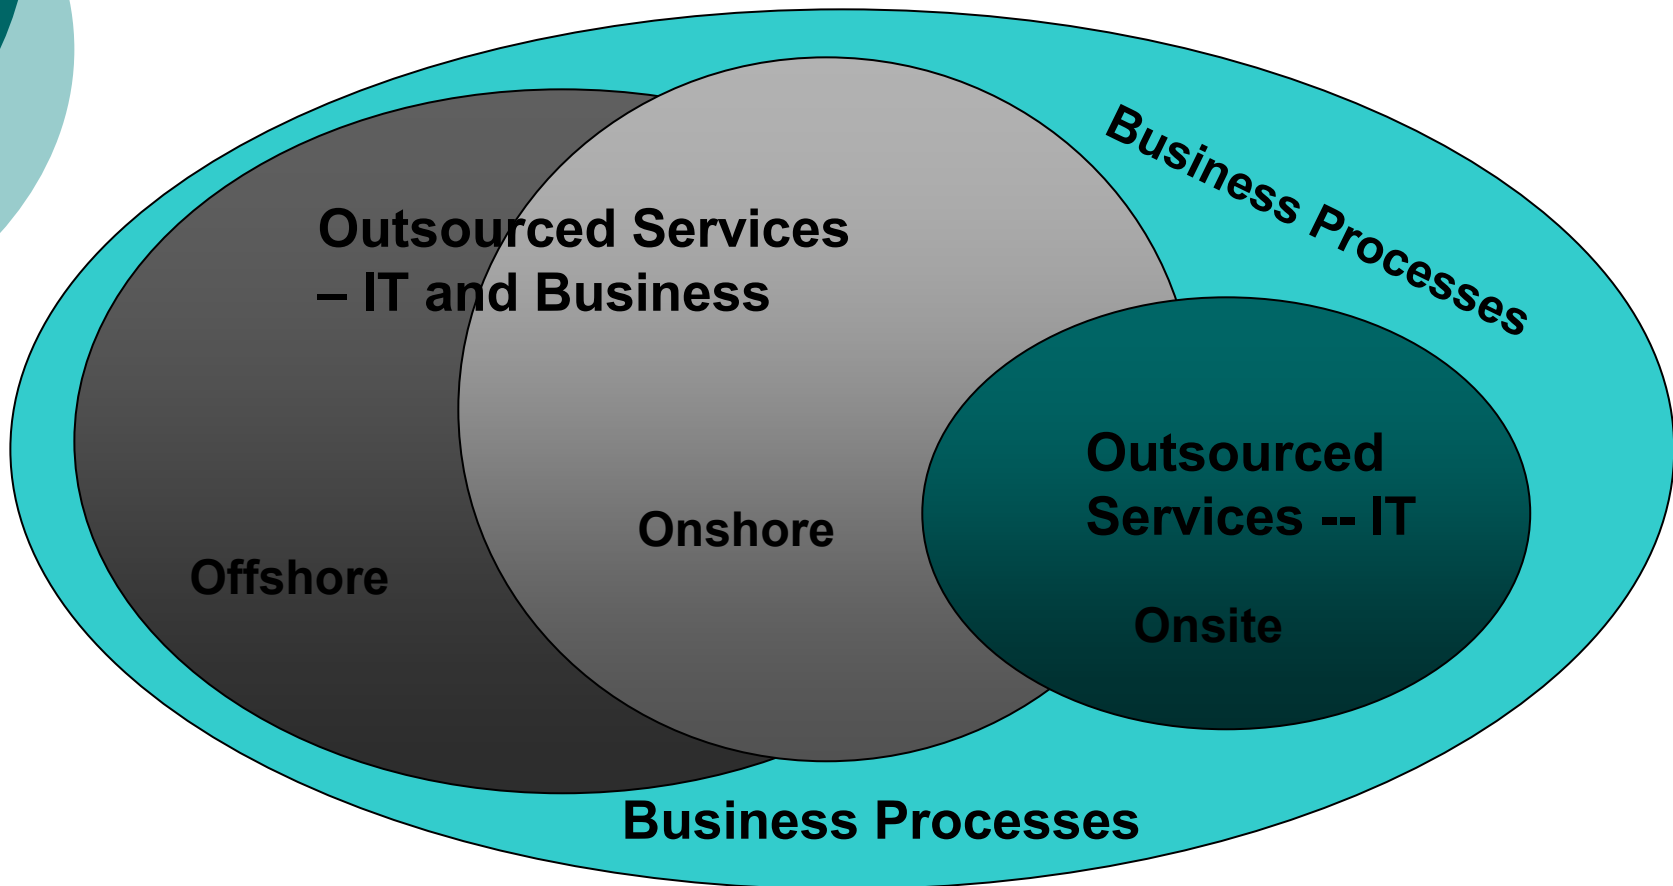 Business Processes
Outsourced Services
– IT and Business
Outsourced
Services -- IT
Onshore
Offshore
Onsite
Business Processes